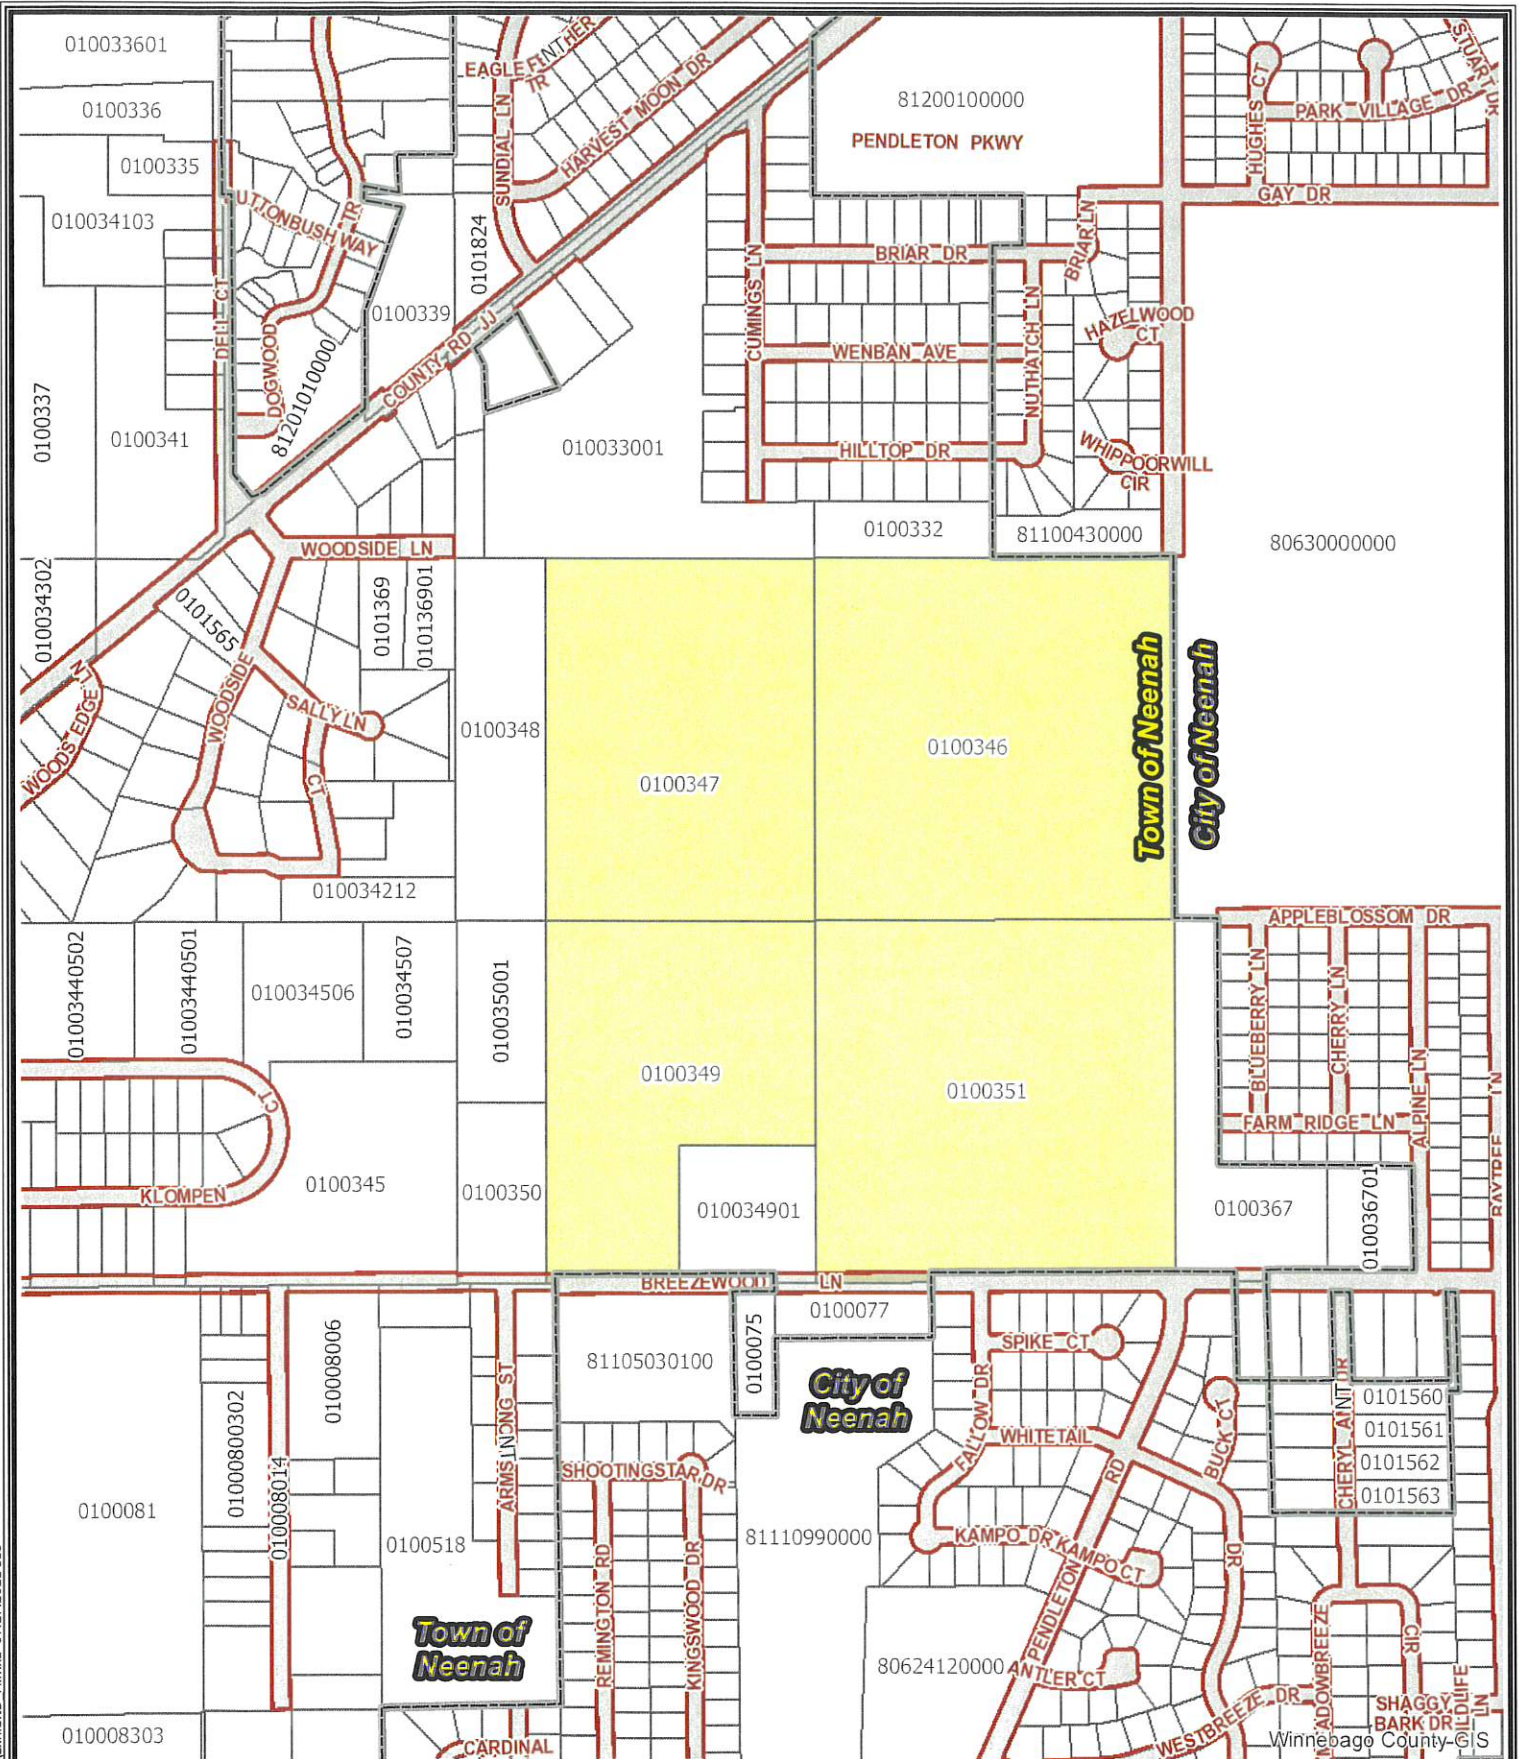 010033601
0100336
0100335
010034103
0100337
0100341
DELL CT
UTTONBUSH WAY
TR
DOGWOOD
81201010000
0100339
0101824
EAGLE
TR
SUNDIAL LN
HARVEST MOON DR
COUNTY RD JJ
81200100000
PENDLETON PKWY
HUGHES CT
PARK VILLAGE DR
STUART DR
GAY DR
BRIAR LN
BRIAR DR
CUMINGS LN
WENBAN AVE
NUTHATCH LN
HAZELWOOD
CT
HILLTOP DR
WHIPPOORWILL
CIR
010033001
0100332
81100430000
80630000000
010034302
WOODSIDE LN
0101565
0101369
010136901
WOODS EDGE
LN
WOODSIDE
SALLY LN
CT
0100348
0100347
0100346
Town of Neenah
City of Neenah
010034212
01003440502
01003440501
010034506
010034507
010035001
0100349
0100351
APPLEBLOSSOM DR
BLUEBERRY LN
CHERRY LN
ALPINE LN
FARM RIDGE LN
CT
KLOMPEN
0100345
0100350
010034901
0100367
010036701
BREEZEWOOD LN
0100081
01000800302
010008014
010008006
0100518
ARMSTRONG ST
81105030100
0100075
0100077
City of
Neenah
SPIKE CT
FALLOW DR
WHITETAIL
BUCK CT
RD
DR
SHOOTINGSTAR DR
81110990000
KAMPO DR
KAMPO CT
PENDLETON
CHERYL ANN DR
0101560
0101561
0101562
0101563
Town of
Neenah
REMINGTON RD
KINGSWOOD DR
80624120000
ANTLER CT
WESTBREEZE DR
CIR
SHAGGY
BARK DR
LN
010008303
CARDINAL
Winnebago County GIS